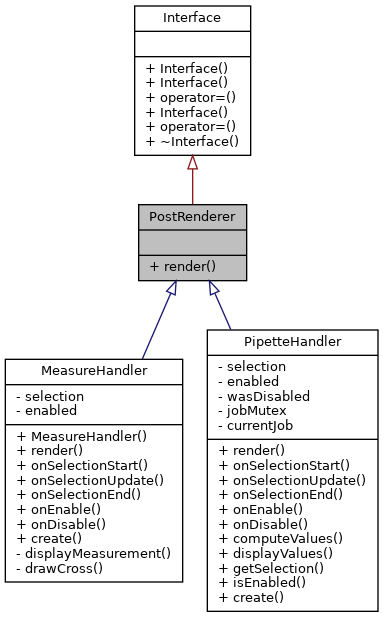 Interface
+ Interface()
+ Interface()
+ operator=()
+ Interface()
+ operator=()
+ ~Interface()
PostRenderer
+ render()
MeasureHandler
- selection
- enabled
+ MeasureHandler()
+ render()
+ onSelectionStart()
+ onSelectionUpdate()
+ onSelectionEnd()
+ onEnable()
+ onDisable()
+ create()
- displayMeasurement()
- drawCross()
PipetteHandler
- selection
- enabled
- wasDisabled
- jobMutex
- currentJob
+ render()
+ onSelectionStart()
+ onSelectionUpdate()
+ onSelectionEnd()
+ onEnable()
+ onDisable()
+ computeValues()
+ displayValues()
+ getSelection()
+ isEnabled()
+ create()